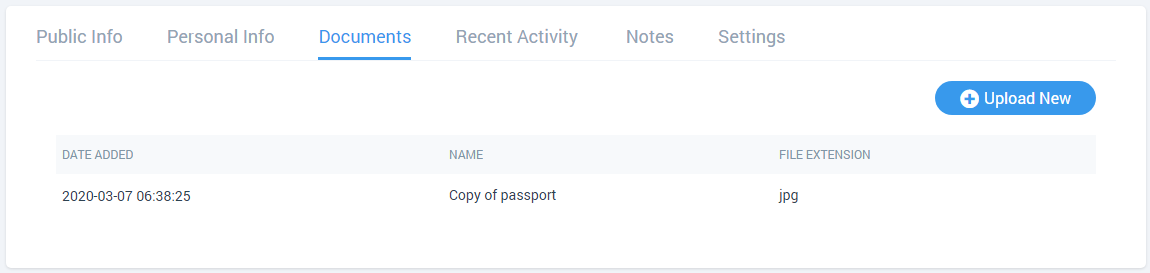 Public Info Personal Info Documents Recent Activity Notes Settings
Upload New
DATE ADDED NAME FILE EXTENSION
2020-03-07 06:38:25 Copy of passport jpg